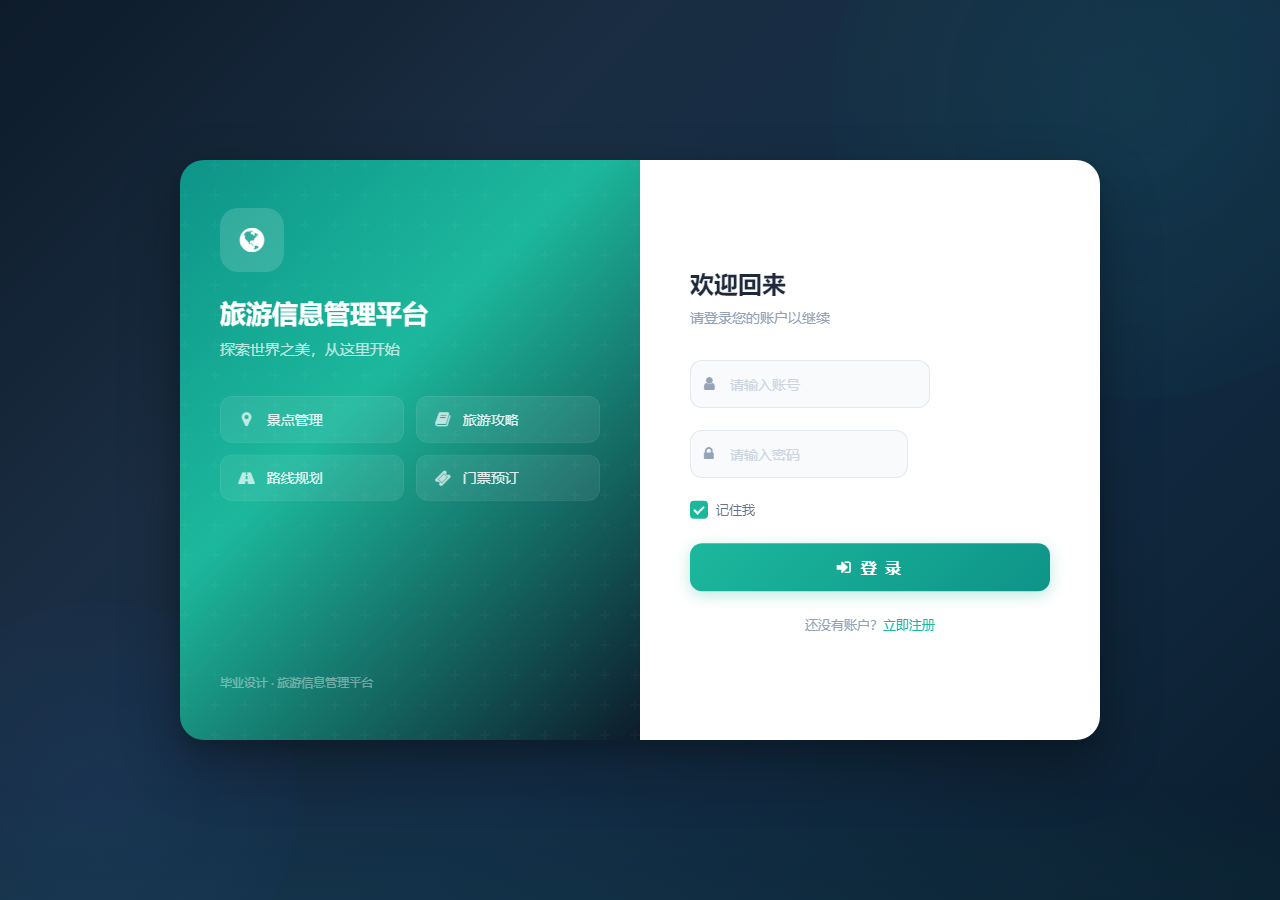 旅游信息管理平台
探索世界之美，从这里开始
景点管理
旅游攻略
路线规划
门票预订
毕业设计 · 旅游信息管理平台
欢迎回来
请登录您的账户以继续
请输入账号
请输入密码
记住我
登 录
还没有账户？立即注册